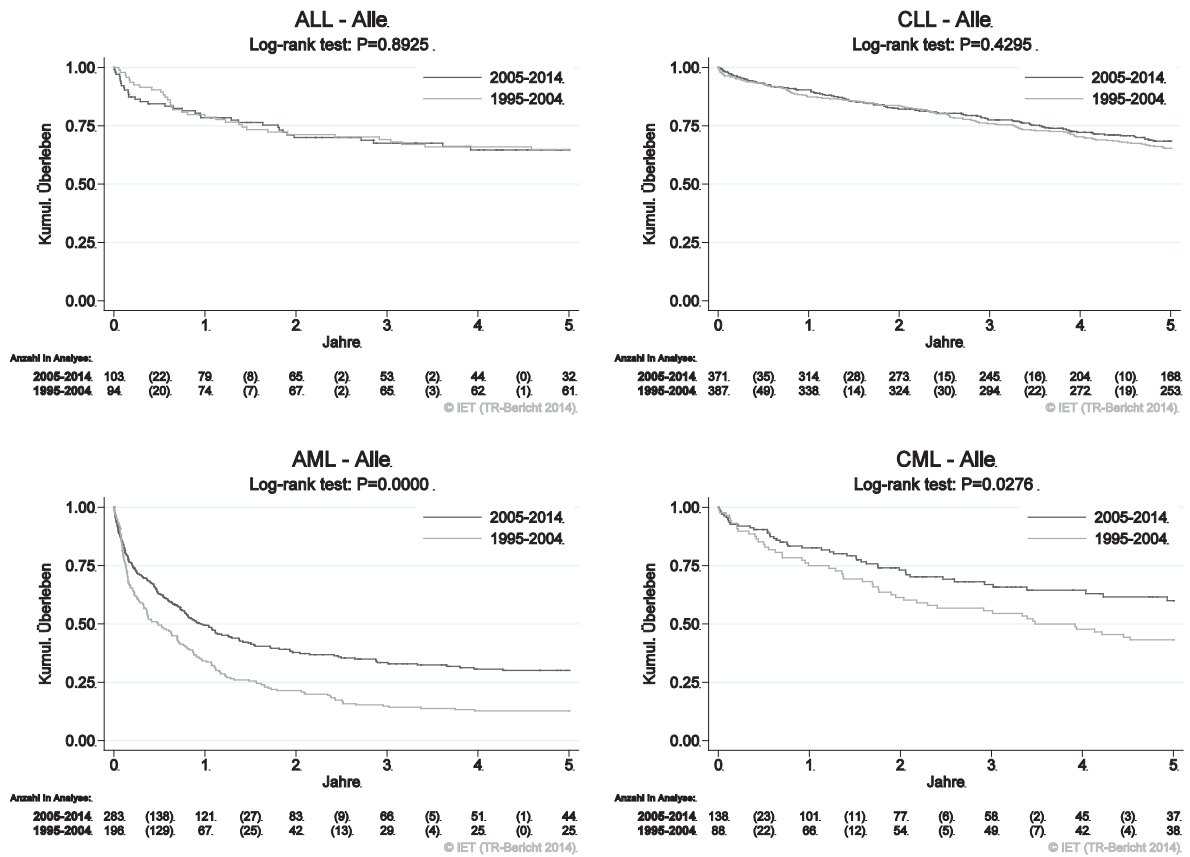 ALL - Alle.
Log-rank test: P=0.8925 .
Kumul. Überleben
1.00.
0.75.
0.50.
0.25.
0.00.
2005-2014.
1995-2004.
0. 1. 2. 3. 4. 5.
Jahre.
Anzahl in Analyse:.
2005-2014. 103. (22). 79. (8). 65. (2). 53. (2). 44. (0). 32.
1995-2004. 94. (20). 74. (7). 67. (2). 65. (3). 62. (1). 61.
© IET (TR-Bericht 2014).
CLL - Alle.
Log-rank test: P=0.4295 .
Kumul. Überleben
1.00.
0.75.
0.50.
0.25.
0.00.
2005-2014.
1995-2004.
0. 1. 2. 3. 4. 5.
Jahre.
Anzahl in Analyse:.
2005-2014. 371. (35). 314. (28). 273. (15). 245. (16). 204. (10). 168.
1995-2004. 387. (49). 338. (14). 324. (30). 294. (22). 272. (19). 253.
© IET (TR-Bericht 2014).
AML - Alle.
Log-rank test: P=0.0000 .
Kumul. Überleben
1.00.
0.75.
0.50.
0.25.
0.00.
2005-2014.
1995-2004.
0. 1. 2. 3. 4. 5.
Jahre.
Anzahl in Analyse:.
2005-2014. 283. (138). 121. (27). 83. (9). 66. (5). 51. (1). 44.
1995-2004. 196. (129). 67. (25). 42. (13). 29. (4). 25. (0). 25.
© IET (TR-Bericht 2014).
CML - Alle.
Log-rank test: P=0.0276 .
Kumul. Überleben
1.00.
0.75.
0.50.
0.25.
0.00.
2005-2014.
1995-2004.
0. 1. 2. 3. 4. 5.
Jahre.
Anzahl in Analyse:.
2005-2014. 138. (23). 101. (11). 77. (6). 58. (2). 45. (3). 37.
1995-2004. 88. (22). 66. (12). 54. (5). 49. (7). 42. (4). 38.
© IET (TR-Bericht 2014).